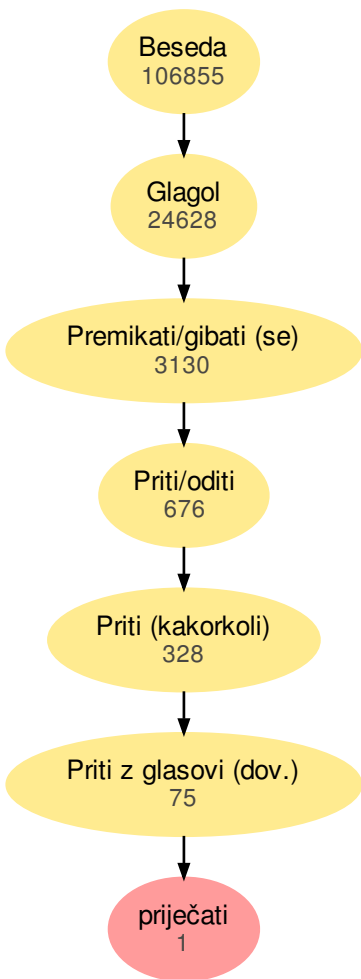 Beseda
106855
Glagol
24628
Premikati/gibati (se)
3130
Priti/oditi
676
Priti (kakorkoli)
328
Priti z glasovi (dov.)
75
priječati
1